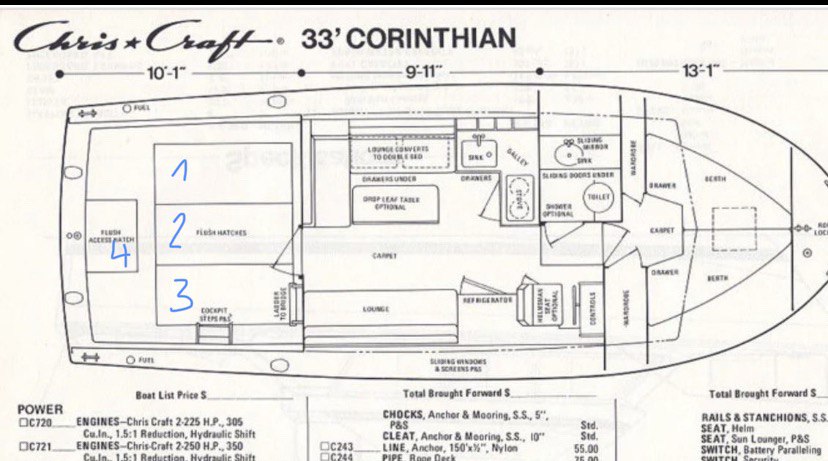 Chris★Craft® 33' CORINTHIAN
10'-1" 9'-11" 13'-1"
FUEL
LOUNGE CONVERTS
TO DOUBLE BED
SINK
GALLEY
SLIDING
MIRROR
SINK
WARDROBE
1
DRAWERS UNDER
DRAWERS
SLIDING DOORS UNDER
DRAWER
BERTH
DROP LEAF TABLE
OPTIONAL
STOVE
TOILET
SHOWER
OPTIONAL
FLUSH
ACCESS HATCH
4
2
FLUSH HATCHES
CARPET
CARPET
3
DRAWER
BERTH
COCKPIT
STEPS P&S
LADDER
TO BRIDGE
LOUNGE
REFRIGERATOR
HELMSMAN
SEAT
OPTIONAL
CONTROLS
WARDROBE
FUEL
SLIDING WINDOWS
& SCREENS P&S
Boat List Price $
Total Brought Forward $
Total Brought Forward $
POWER
□C720 ENGINES—Chris Craft 2-225 H.P., 305
Cu.In., 1.5:1 Reduction, Hydraulic Shift
□C721 ENGINES—Chris-Craft 2-250 H.P., 350
Cu.In., 1.5:1 Reduction, Hydraulic Shift
CHOCKS, Anchor & Mooring, S.S., 5",
P&S Std.
CLEAT, Anchor & Mooring, S.S., 10" Std.
□C243 LINE, Anchor, 150'x½", Nylon 55.00
□C244 PIPE, Rope Deck 75.00
RAILS & STANCHIONS, S.S.
SEAT, Helm
SEAT, Sun Lounger, P&S
SWITCH, Battery Paralleling
SWITCH, Security